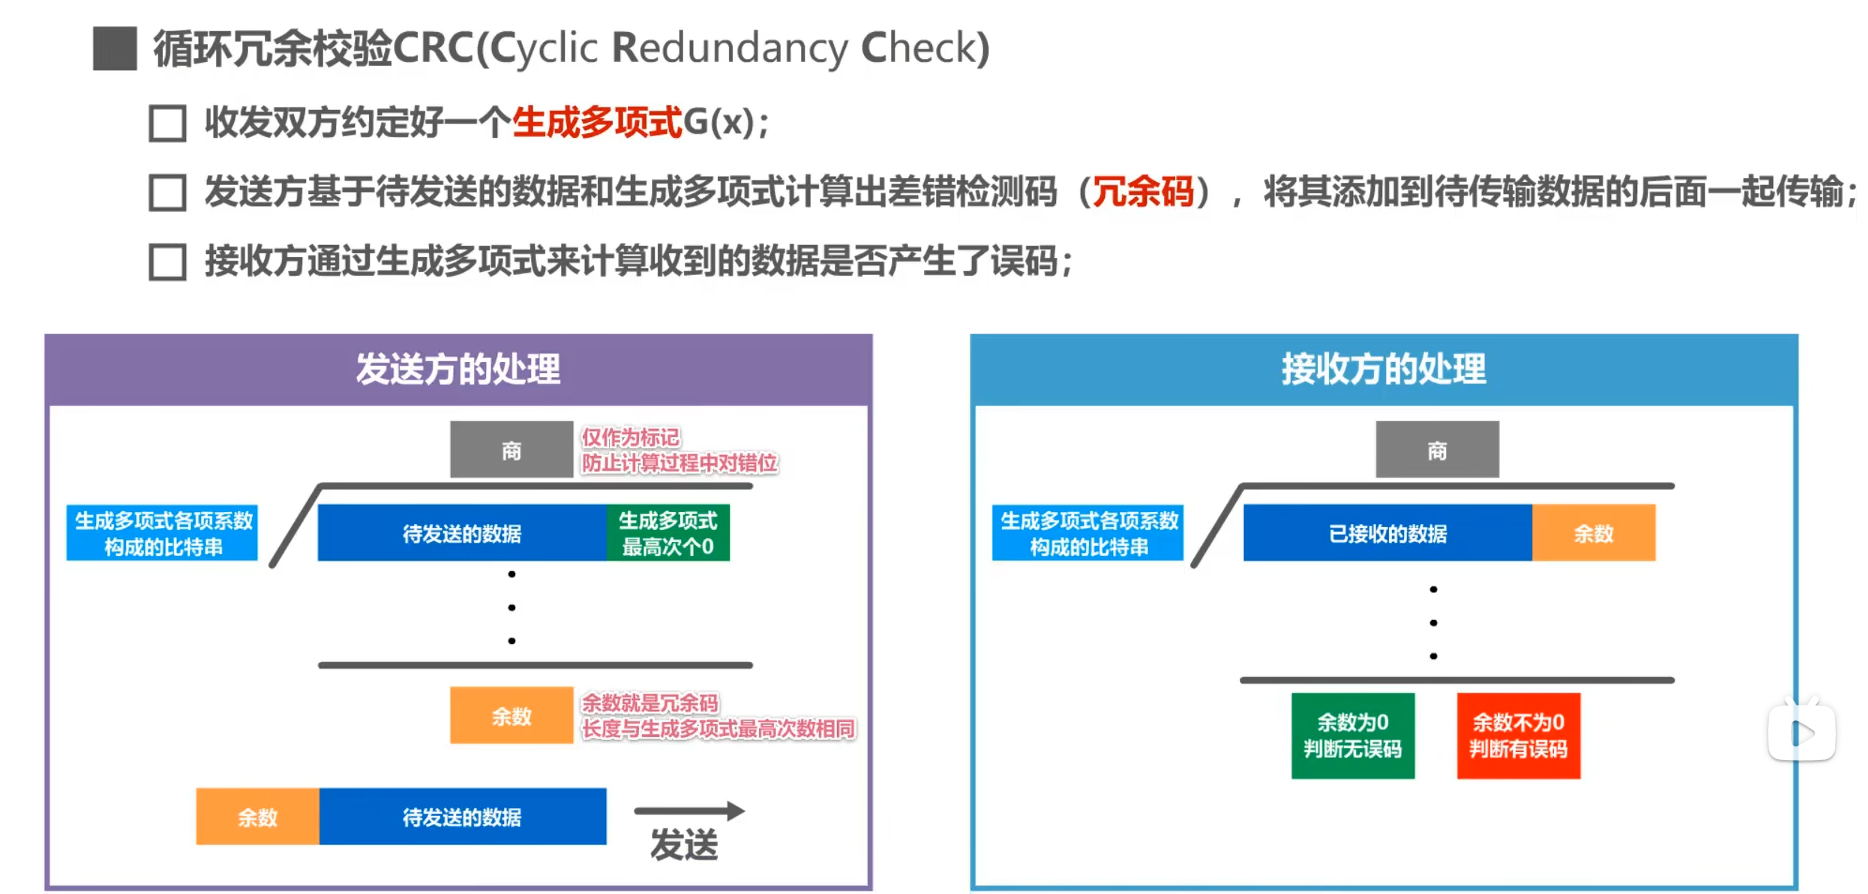 循环冗余校验CRC(Cyclic Redundancy Check)
收发双方约定好一个生成多项式G(x)；
发送方基于待发送的数据和生成多项式计算出差错检测码（冗余码），将其添加到待传输数据的后面一起传输；
接收方通过生成多项式来计算收到的数据是否产生了误码；
发送方的处理
商
仅作为标记
防止计算过程中对错位
生成多项式各项系数
构成的比特串
待发送的数据
生成多项式
最高次个0
余数
余数就是冗余码
长度与生成多项式最高次数相同
余数
待发送的数据
发送
接收方的处理
商
生成多项式各项系数
构成的比特串
已接收的数据
余数
余数为0
判断无误码
余数不为0
判断有误码